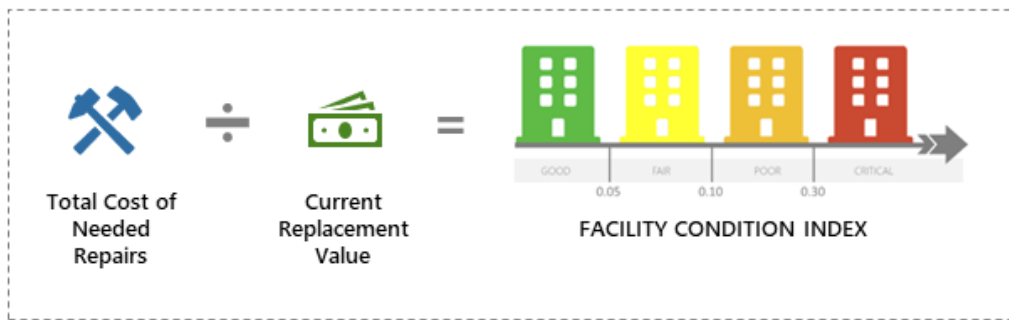 GOOD
FAIR
POOR
CRITICAL
0.05
0.10
0.30
Total Cost of
Needed
Repairs
Current
Replacement
Value
FACILITY CONDITION INDEX